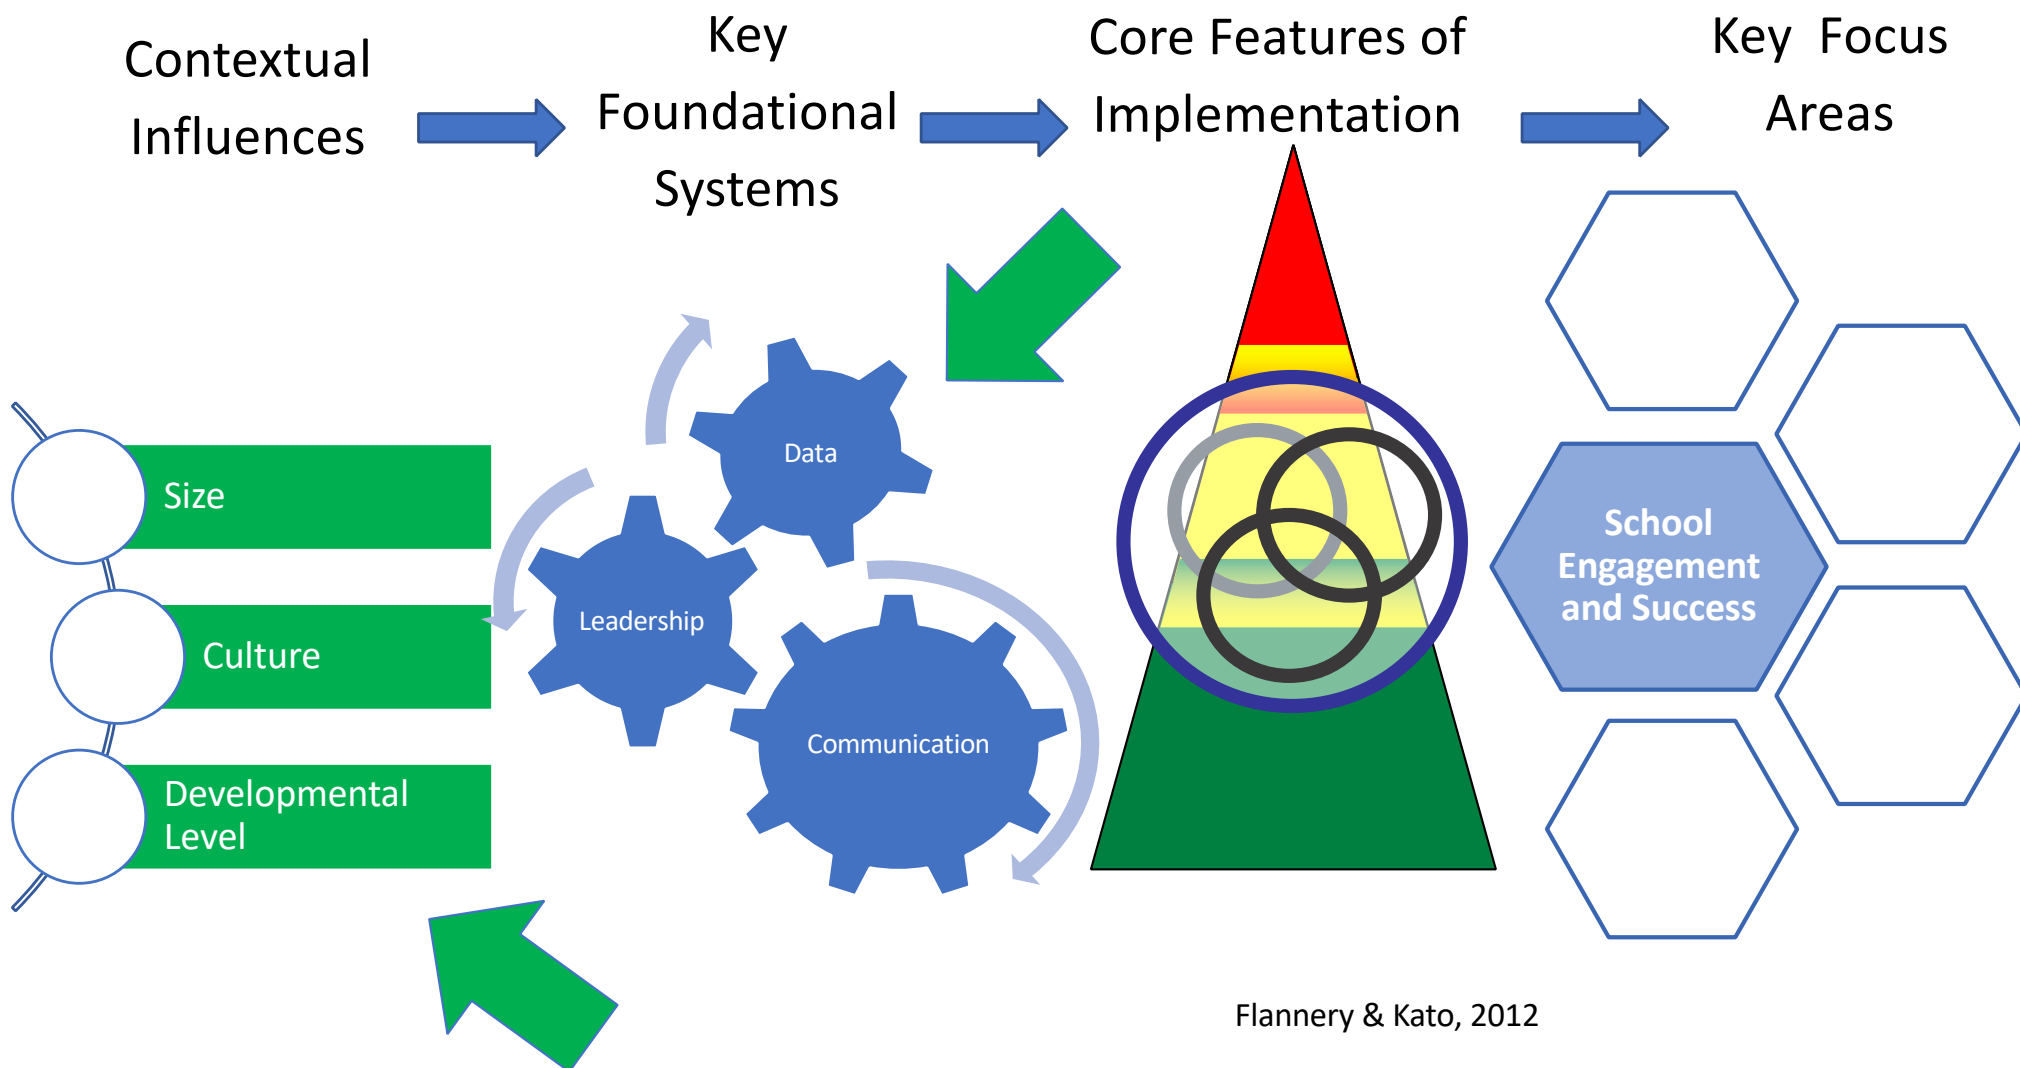 Contextual
Influences
Key
Foundational
Systems
Core Features of
Implementation
Key Focus
Areas
Size
Culture
Developmental
Level
Data
Leadership
Communication
School
Engagement
and Success
Flannery & Kato, 2012